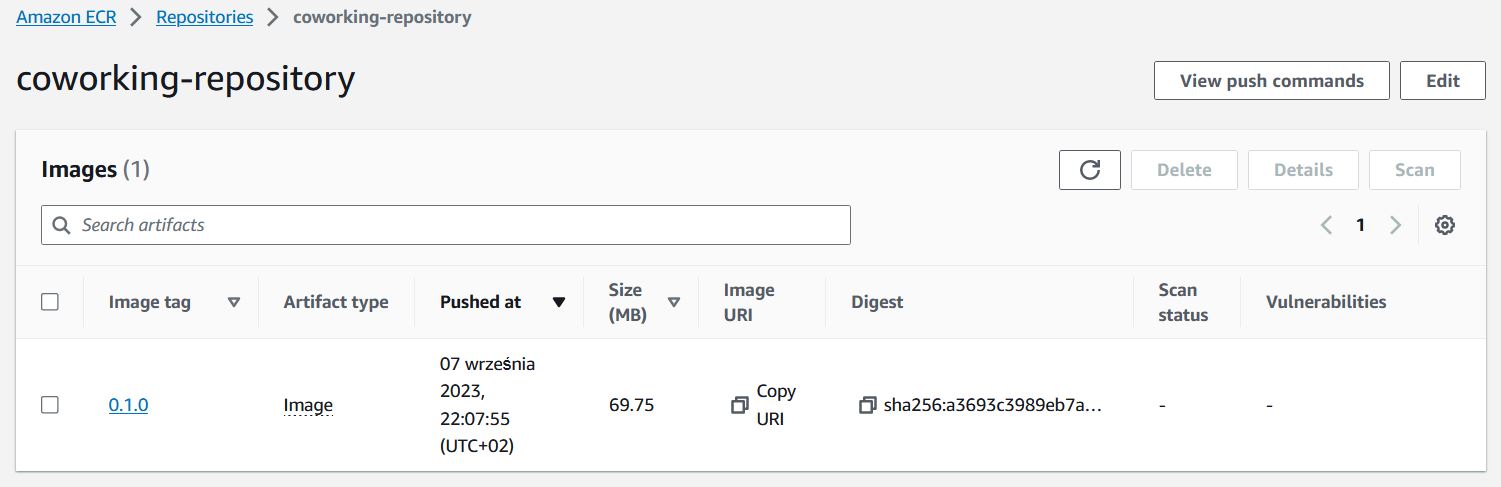 Amazon ECR > Repositories > coworking-repository
coworking-repository
View push commands
Edit
Images (1)
Delete
Details
Scan
Search artifacts
1
Image tag
Artifact type
Pushed at
Size
(MB)
Image
URI
Digest
Scan
status
Vulnerabilities
0.1.0
Image
07 września
2023,
22:07:55
(UTC+02)
69.75
Copy
URI
sha256:a3693c3989eb7a...
-
-